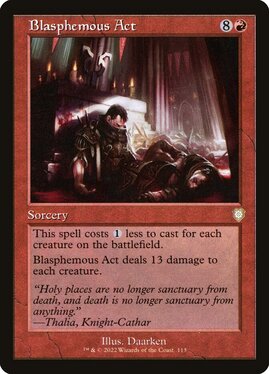 Blasphemous Act 8
Sorcery
This spell costs 1 less to cast for each
creature on the battlefield.
Blasphemous Act deals 13 damage to
each creature.
“Holy places are no longer sanctuary from
death, and death is no longer sanctuary from
anything.”
—Thalia, Knight-Cathar
Illus. Daarken
™ & © 2022 Wizards of the Coast. 113